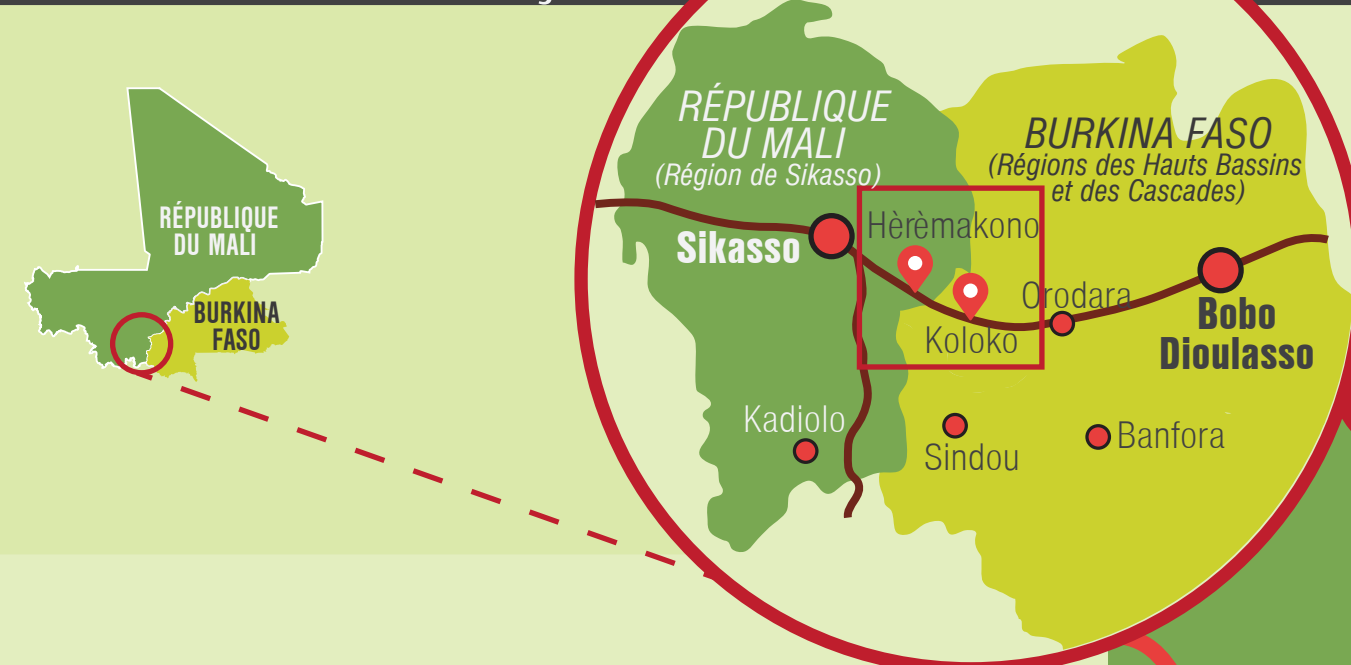 RÉPUBLIQUE
DU MALI
BURKINA
FASO
RÉPUBLIQUE
DU MALI
(Région de Sikasso)
BURKINA FASO
(Régions des Hauts Bassins
et des Cascades)
Sikasso
Hèrèmakono
Koloko
Orodara
Bobo
Dioulasso
Kadiolo
Sindou
Banfora